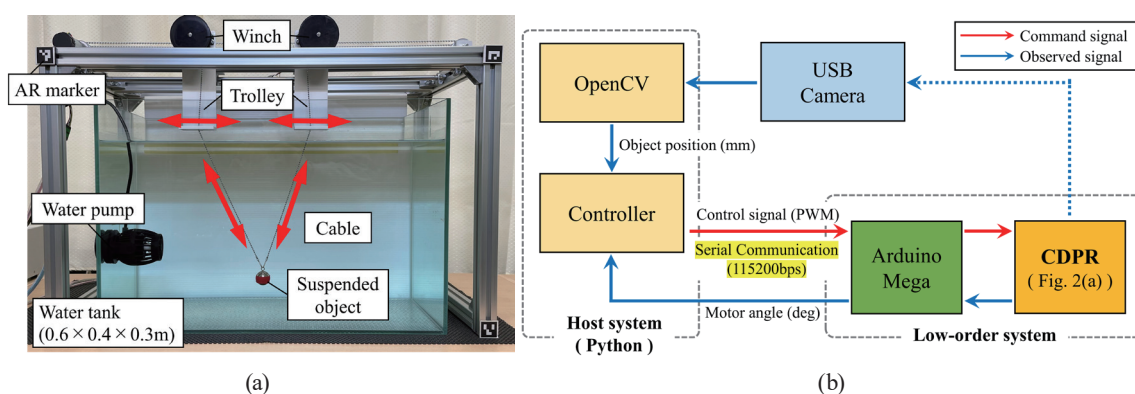 Winch
AR marker
Trolley
Water pump
Cable
Suspended
object
Water tank
(0.6 × 0.4 × 0.3m)
(a)
Command signal
Observed signal
OpenCV
USB
Camera
Object position (mm)
Controller
Control signal (PWM)
Serial Communication
(115200bps)
Arduino
Mega
CDPR
( Fig. 2(a) )
Motor angle (deg)
Host system
( Python )
Low-order system
(b)